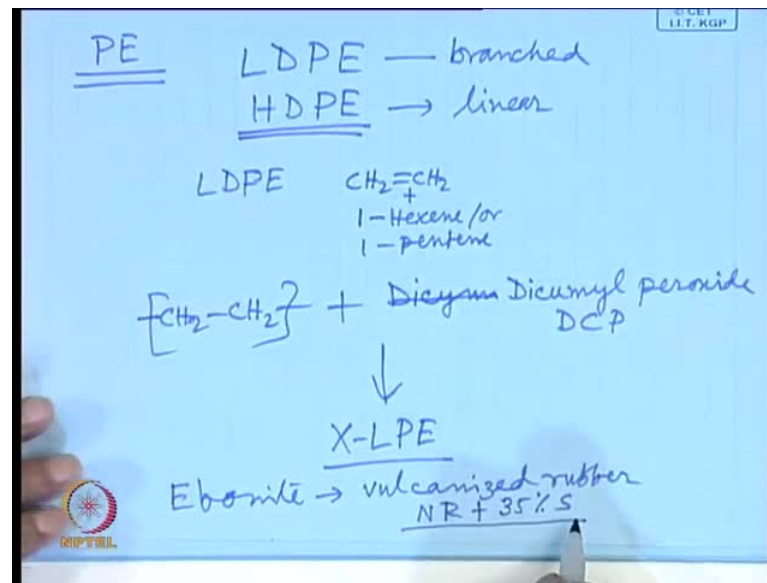 © CET
I.I.T. KGP
PE LDPE — branched
HDPE → linear
LDPE CH2=CH2
+
1-Hexene/or
1-pentene
[CH2-CH2] + Dicumyl peroxide
DCP
X-LPE
Ebonite → vulcanized rubber
NR + 35% S
NPTEL